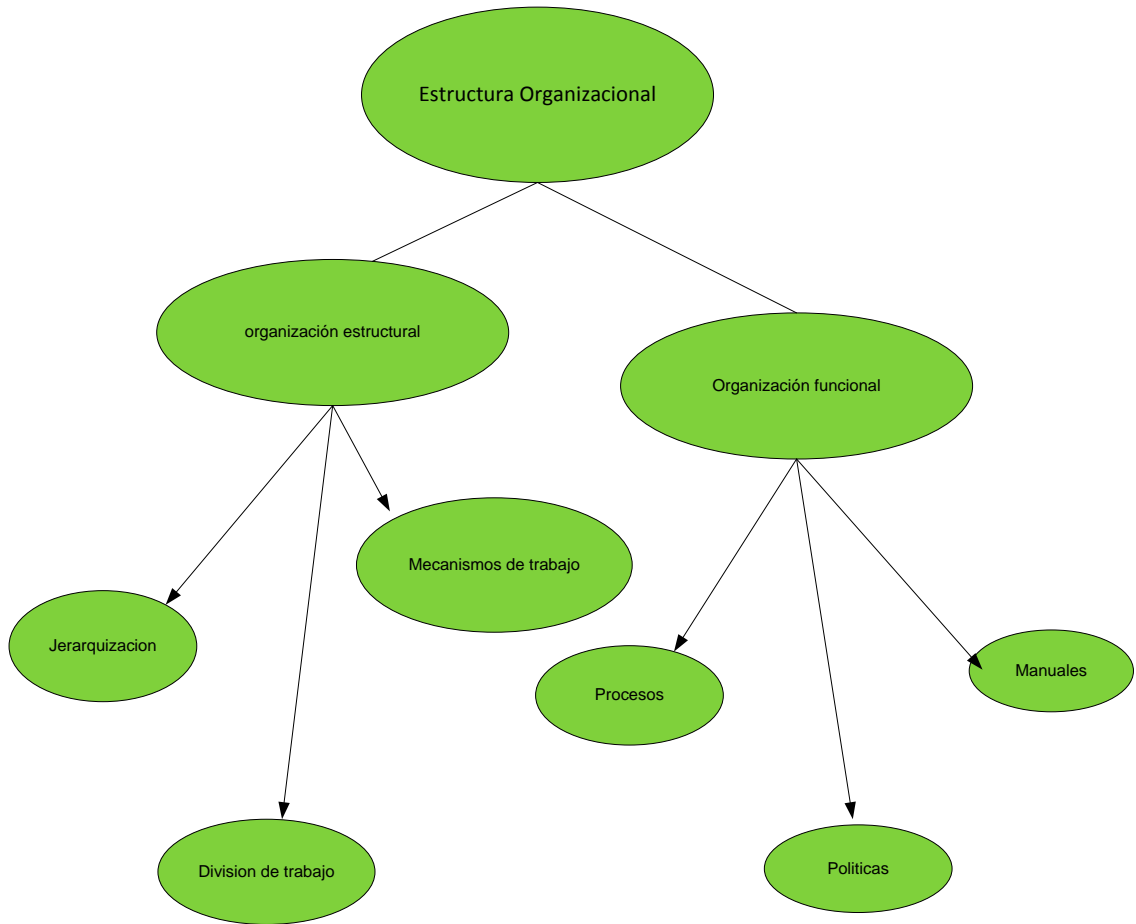 Estructura Organizacional
organización estructural
Organización funcional
Mecanismos de trabajo
Jerarquizacion
Procesos
Manuales
Division de trabajo
Politicas